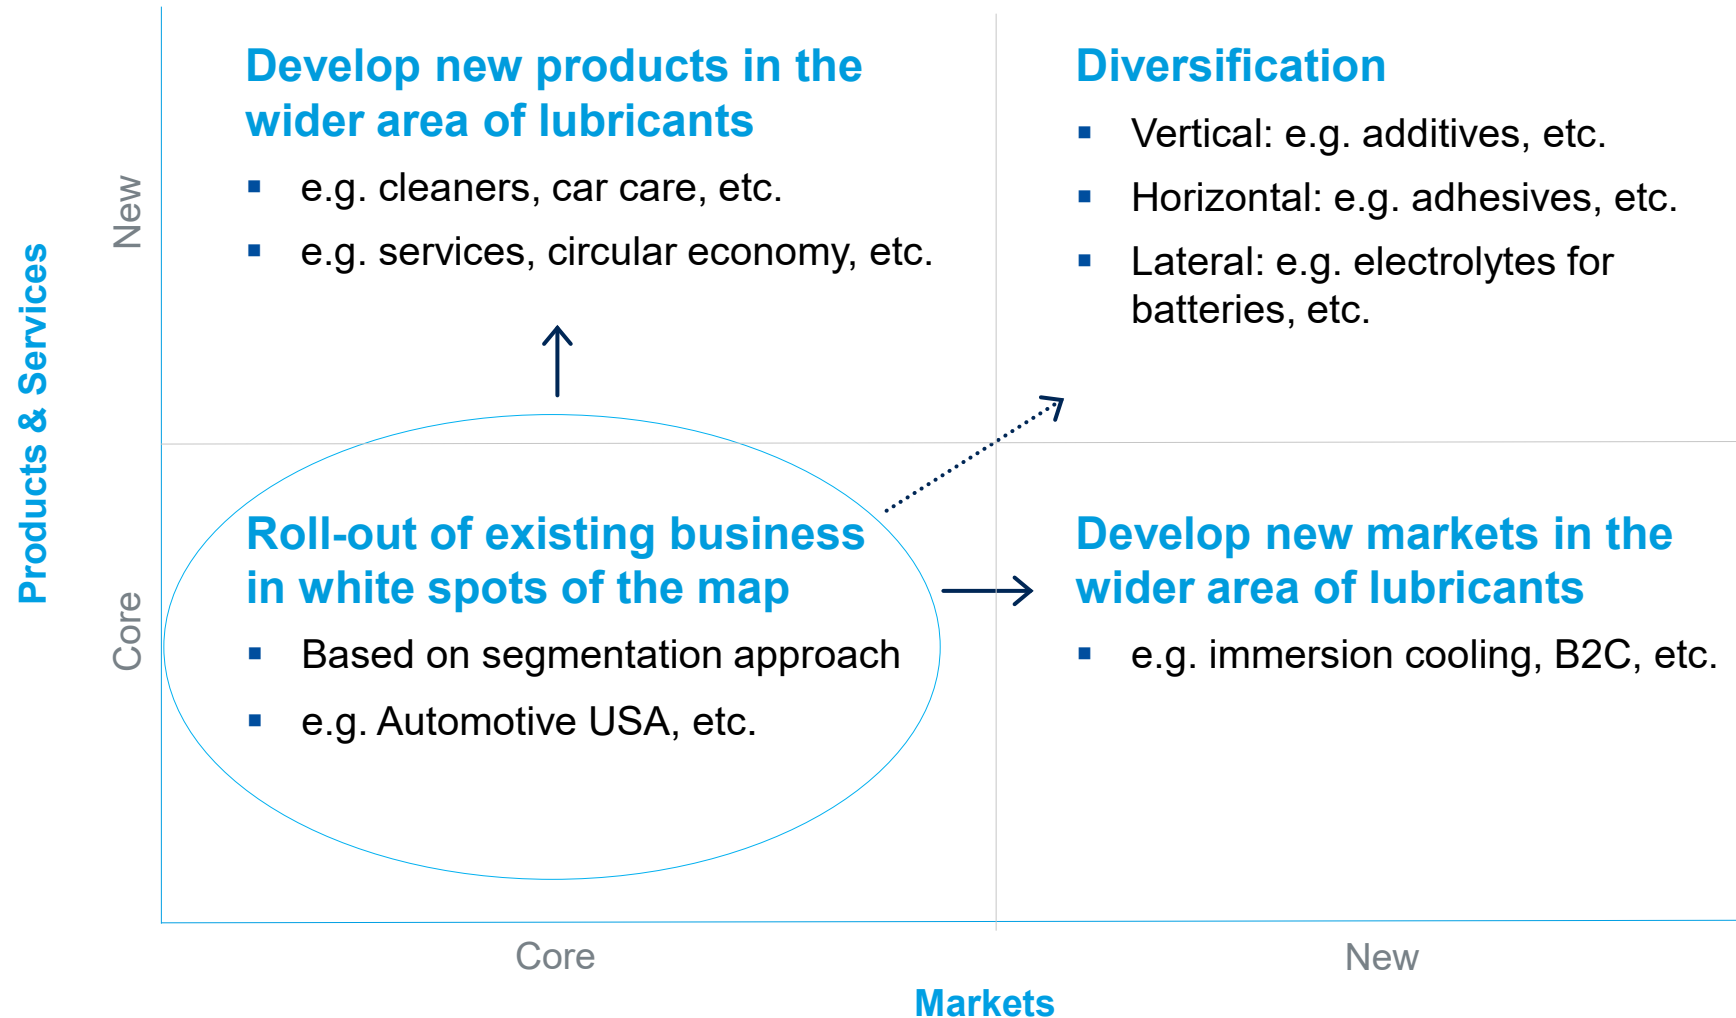 Develop new products in the
wider area of lubricants
▪ e.g. cleaners, car care, etc.
▪ e.g. services, circular economy, etc.
Diversification
▪ Vertical: e.g. additives, etc.
▪ Horizontal: e.g. adhesives, etc.
▪ Lateral: e.g. electrolytes for
batteries, etc.
New
Products & Services
Core
Roll-out of existing business
in white spots of the map
▪ Based on segmentation approach
▪ e.g. Automotive USA, etc.
Develop new markets in the
wider area of lubricants
▪ e.g. immersion cooling, B2C, etc.
Core
New
Markets